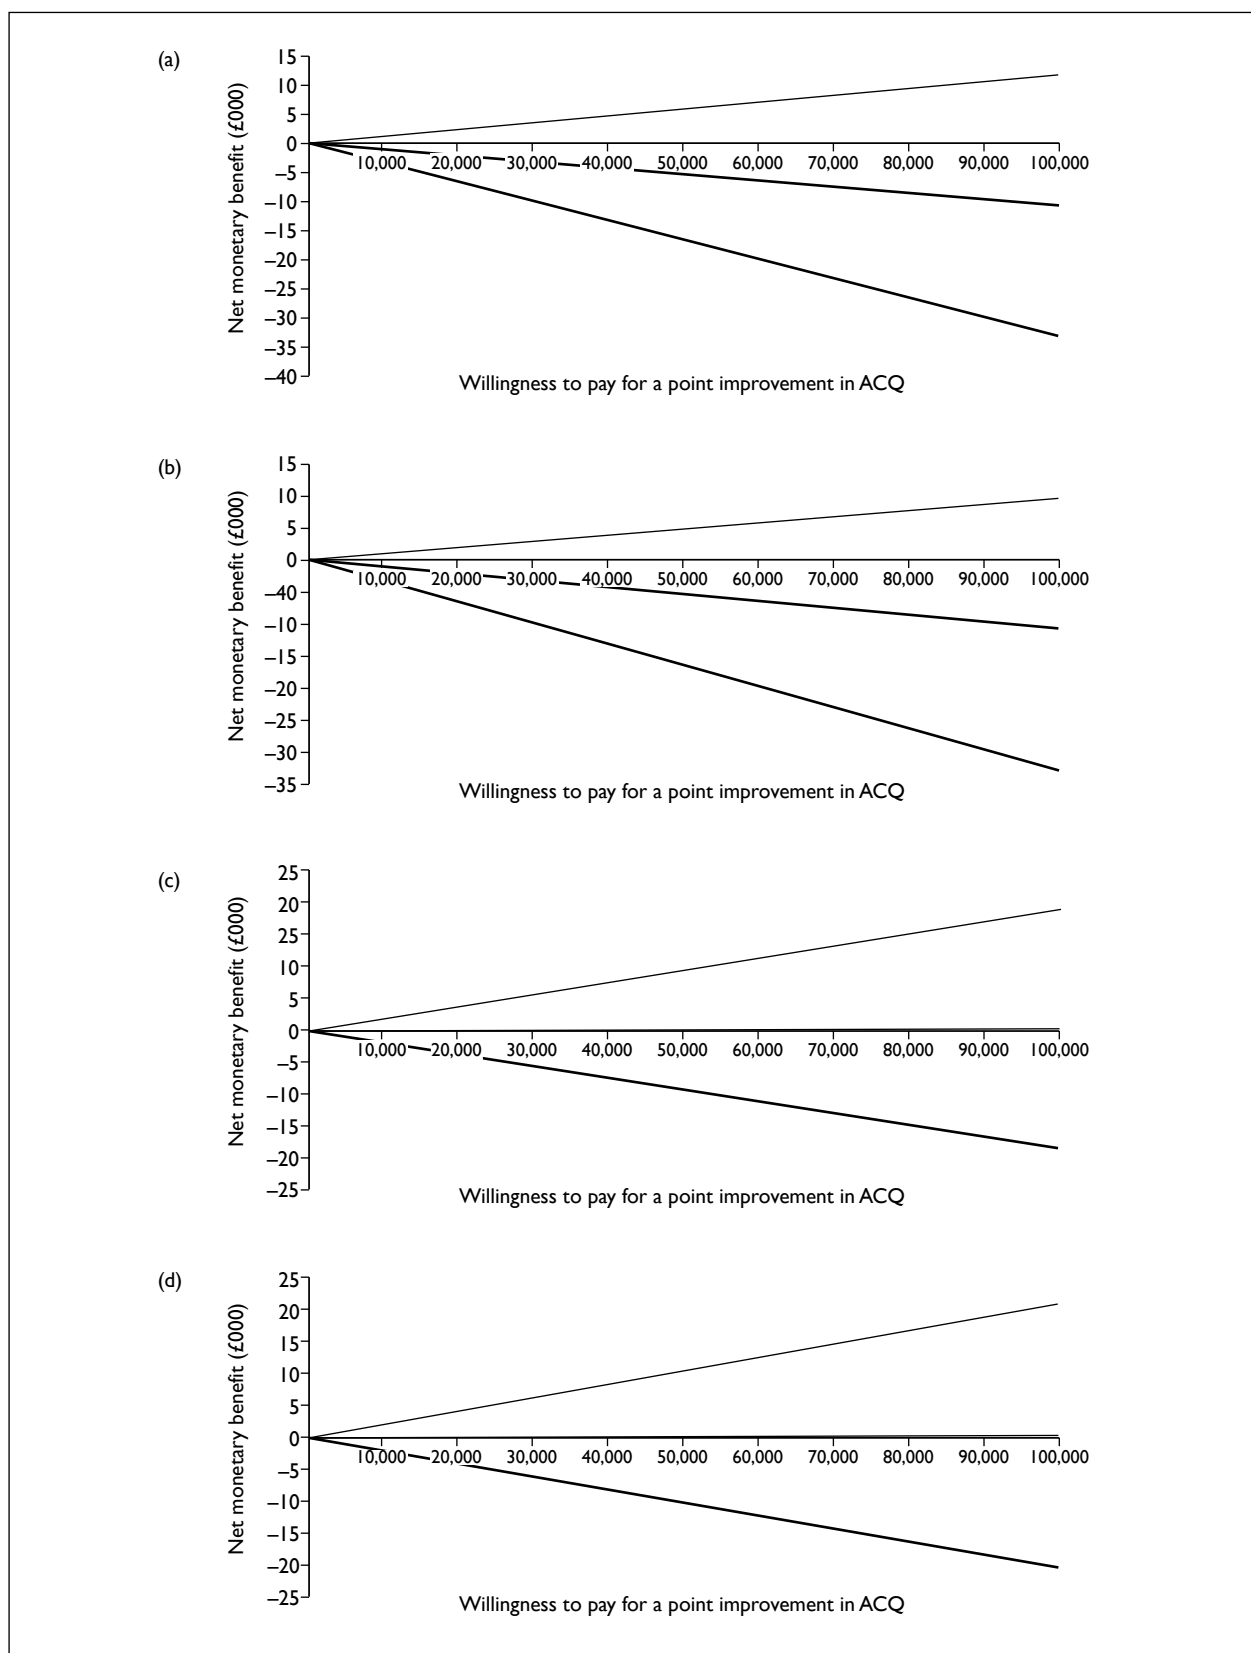 (a)
Net monetary benefit (£000)
15
10
5
0
–5
–10
–15
–20
–25
–30
–35
–40
10,000 20,000 30,000 40,000 50,000 60,000 70,000 80,000 90,000 100,000
Willingness to pay for a point improvement in ACQ
(b)
Net monetary benefit (£000)
15
10
5
0
–40
–10
–15
–20
–25
–30
–35
10,000 20,000 30,000 40,000 50,000 60,000 70,000 80,000 90,000 100,000
Willingness to pay for a point improvement in ACQ
(c)
Net monetary benefit (£000)
25
20
25
10
5
0
–5
–10
–15
–20
–25
10,000 20,000 30,000 40,000 50,000 60,000 70,000 80,000 90,000 100,000
Willingness to pay for a point improvement in ACQ
(d)
Net monetary benefit (£000)
25
20
15
10
5
0
–5
–10
–15
–20
–25
10,000 20,000 30,000 40,000 50,000 60,000 70,000 80,000 90,000 100,000
Willingness to pay for a point improvement in ACQ